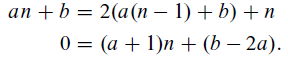 an + b = 2(a(n − 1) + b) + n
0 = (a + 1)n + (b − 2a).